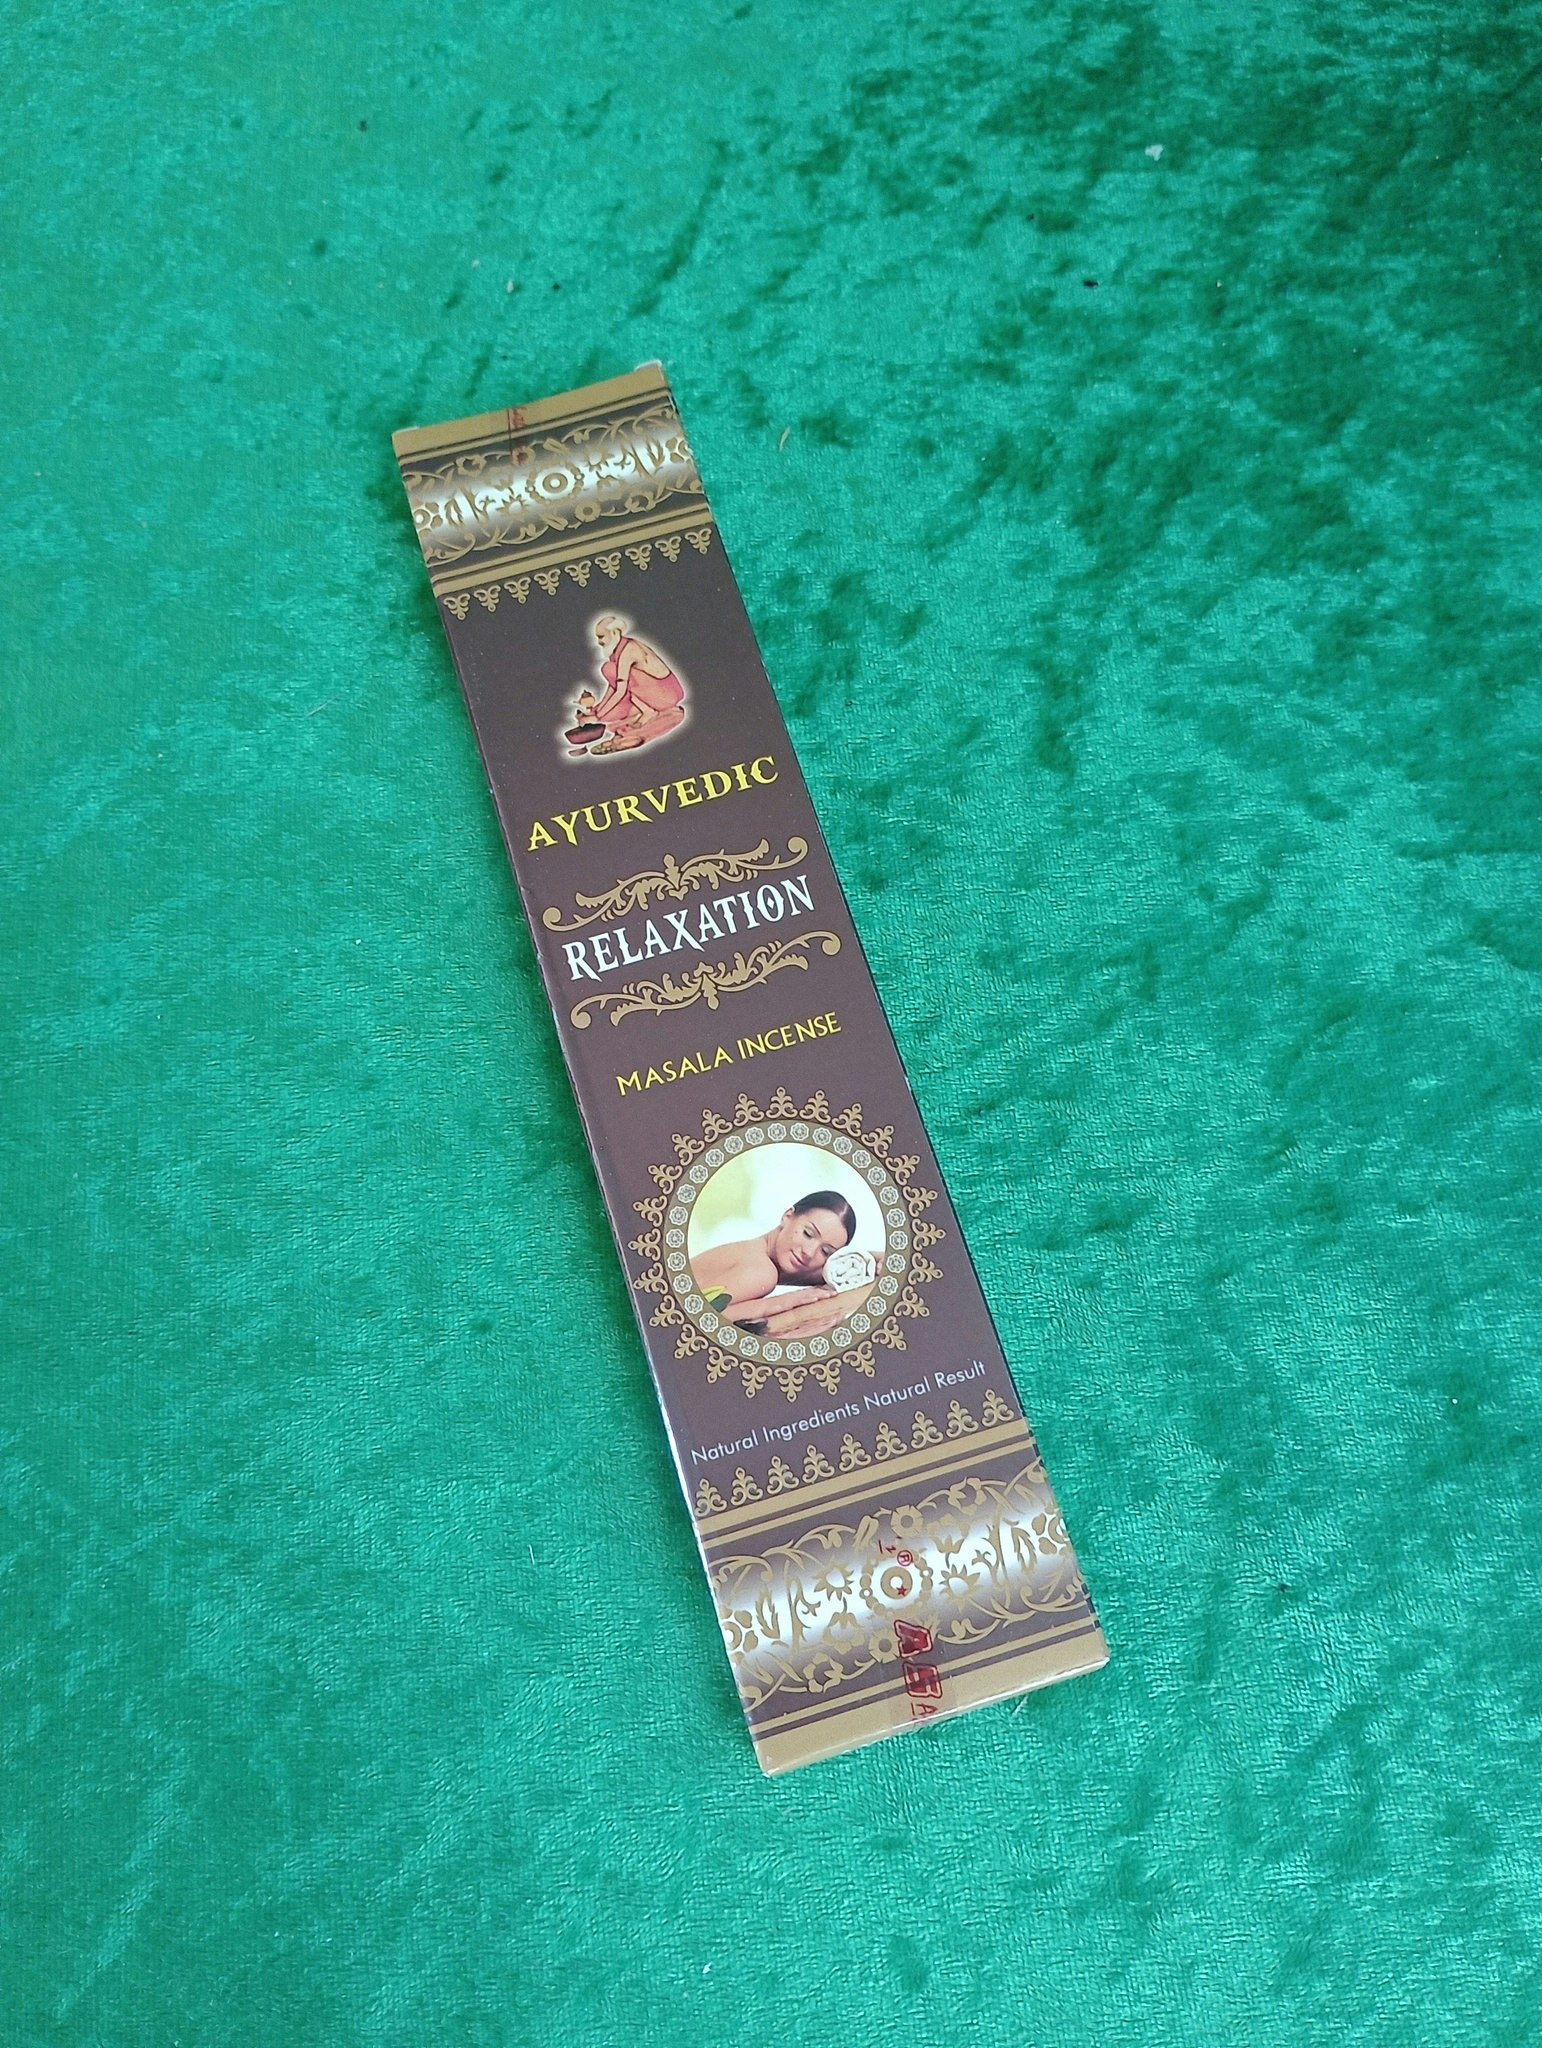 AYURVEDIC
RELAXATION
MASALA INCENSE
Natural Ingredients Natural Result